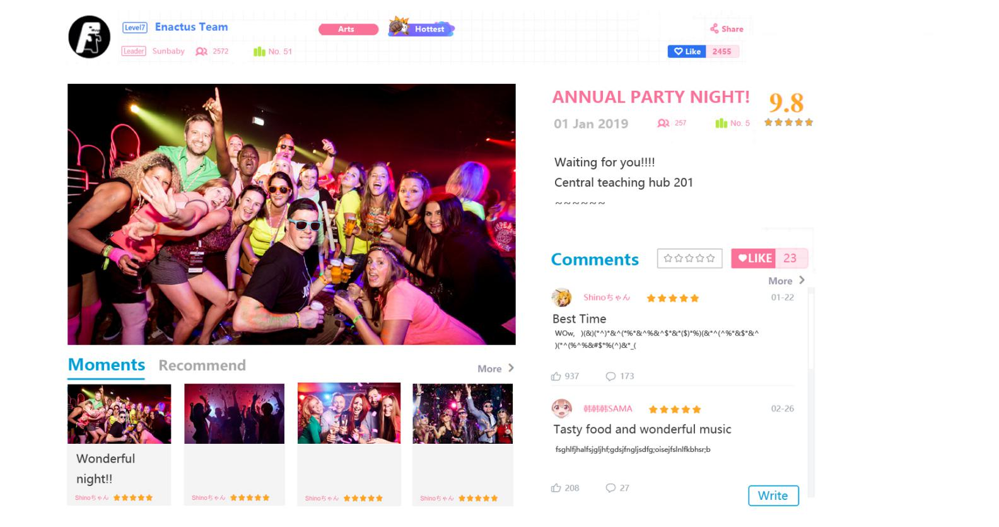 Level7 Enactus Team Arts Hottest Share
Leader Sunbaby 2572 No. 51 Like 2455
ANNUAL PARTY NIGHT! 9.8
01 Jan 2019 257 No. 5
Waiting for you!!!!
Central teaching hub 201
~~~~~~
Comments LIKE 23
More
Shinoちゃん 01-22
Best Time
WOw, )(&)(*^)*&^(*%*&^%&^$*&*($)*%)(&*^(^%*&$*&^
)(*^(%^%&#$*%(^)&*_(
937 173
韩韩韩SAMA 02-26
Tasty food and wonderful music
fsghlfjhalfsjgljhf;gdsjfngljsdfg;oisejfslnlfkbhsr;b
208 27
Write
Moments Recommend More
Wonderful
night!!
Shinoちゃん Shinoちゃん Shinoちゃん Shinoちゃん